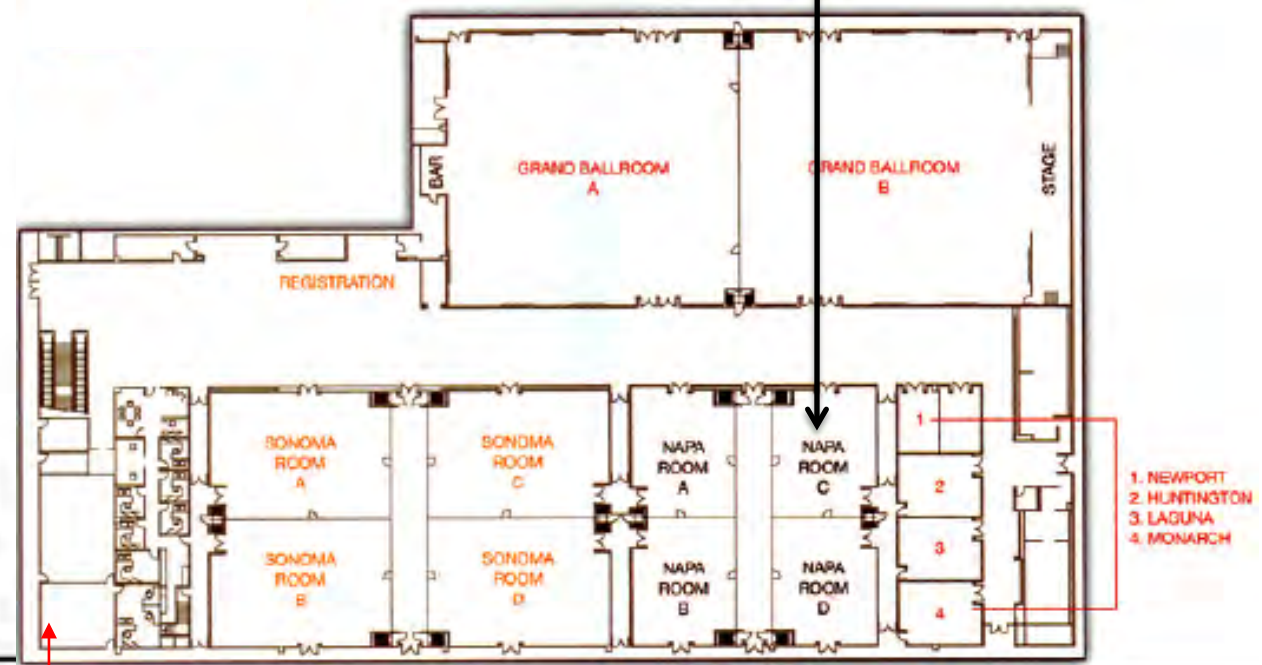 GRAND BALLROOM
A
GRAND BALLROOM
B
BAR
STAGE
REGISTRATION
SONOMA
ROOM
A
SONOMA
ROOM
C
NAPA
ROOM
A
NAPA
ROOM
C
1
2
3
4
1. NEWPORT
2. HUNTINGTON
3. LAGUNA
4. MONARCH
SONOMA
ROOM
B
SONOMA
ROOM
D
NAPA
ROOM
B
NAPA
ROOM
D